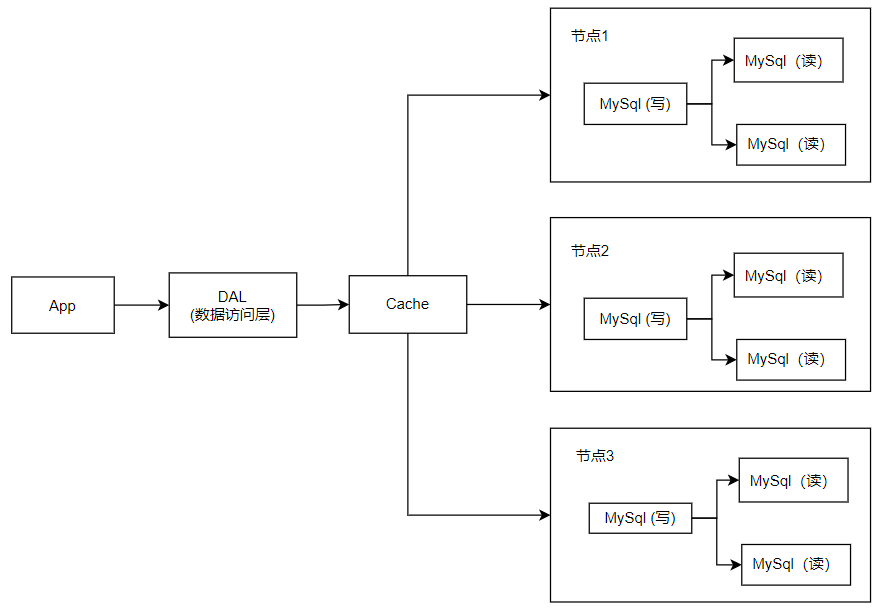 App
DAL
(数据访问层)
Cache
节点1
MySql (写)
MySql（读）
MySql（读）
节点2
MySql (写)
MySql（读）
MySql（读）
节点3
MySql (写)
MySql（读）
MySql（读）